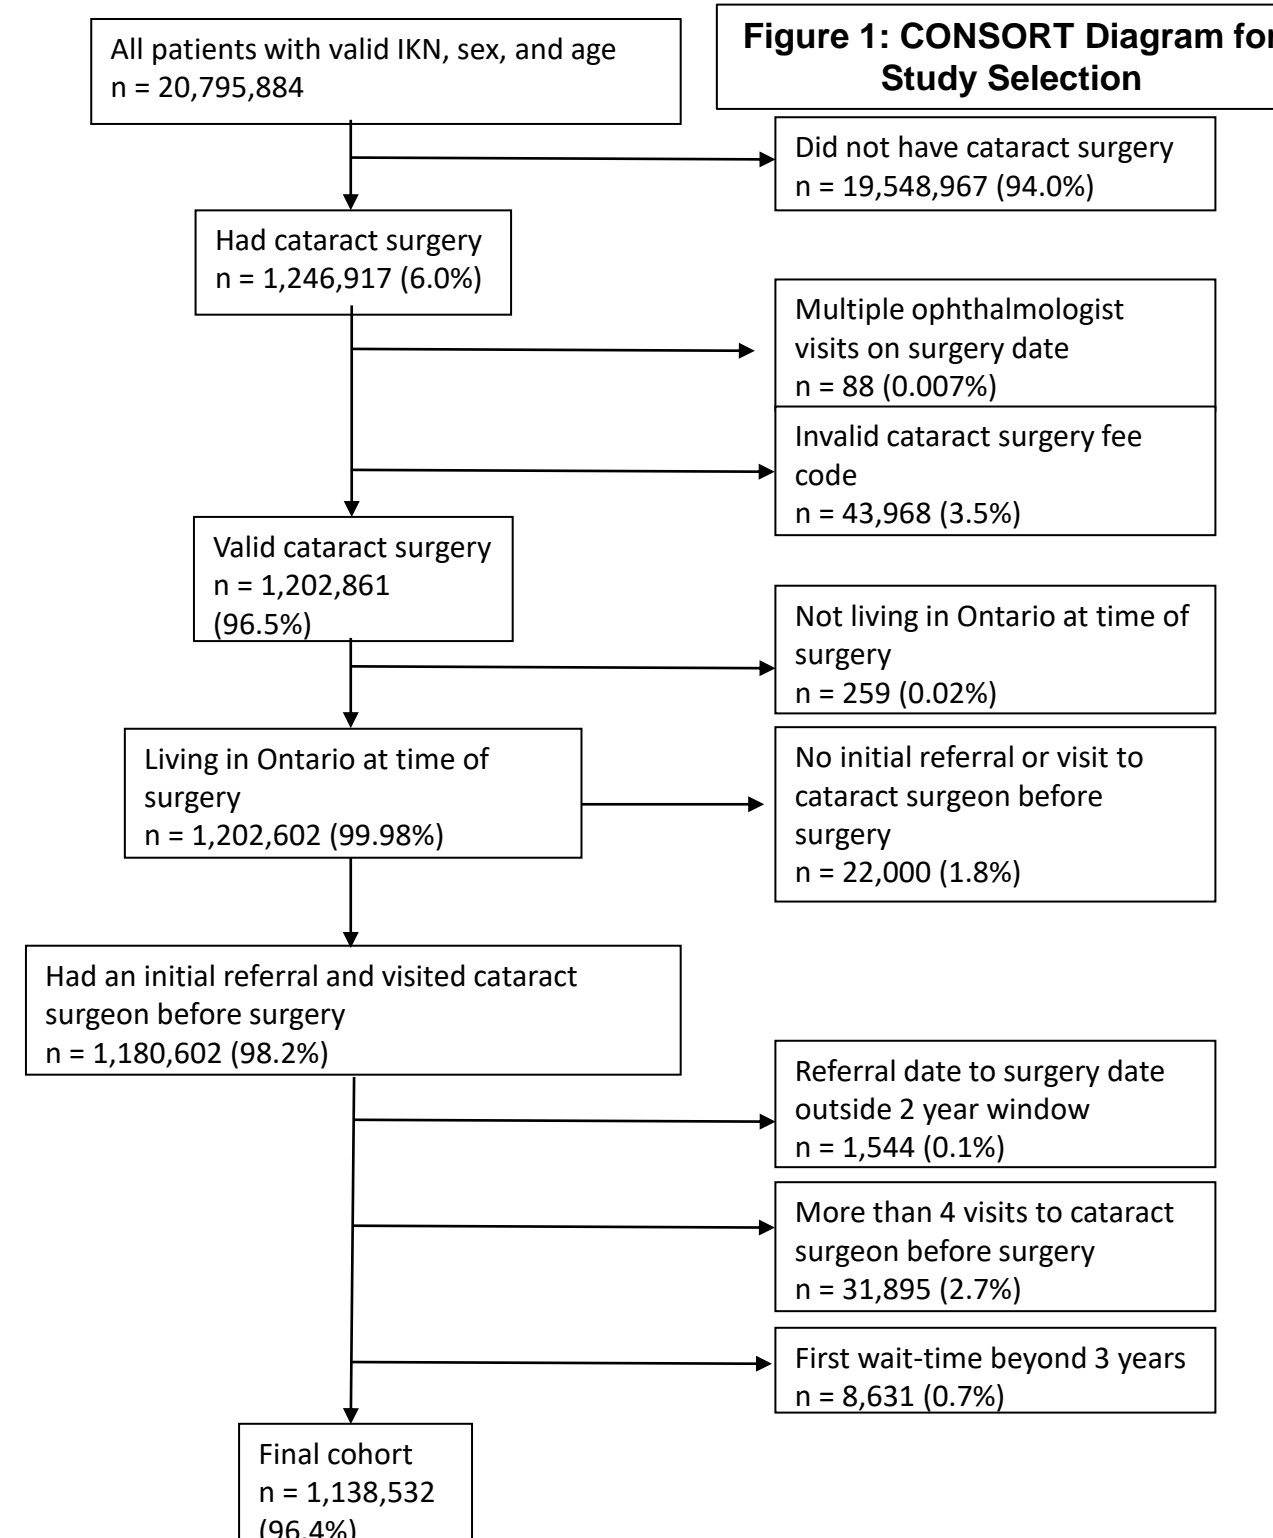 All patients with valid IKN, sex, and age
n = 20,795,884
Figure 1: CONSORT Diagram for
Study Selection
Did not have cataract surgery
n = 19,548,967 (94.0%)
Had cataract surgery
n = 1,246,917 (6.0%)
Multiple ophthalmologist
visits on surgery date
n = 88 (0.007%)
Invalid cataract surgery fee
code
n = 43,968 (3.5%)
Valid cataract surgery
n = 1,202,861
(96.5%)
Not living in Ontario at time of
surgery
n = 259 (0.02%)
Living in Ontario at time of
surgery
n = 1,202,602 (99.98%)
No initial referral or visit to
cataract surgeon before
surgery
n = 22,000 (1.8%)
Had an initial referral and visited cataract
surgeon before surgery
n = 1,180,602 (98.2%)
Referral date to surgery date
outside 2 year window
n = 1,544 (0.1%)
More than 4 visits to cataract
surgeon before surgery
n = 31,895 (2.7%)
First wait-time beyond 3 years
n = 8,631 (0.7%)
Final cohort
n = 1,138,532
(96.4%)